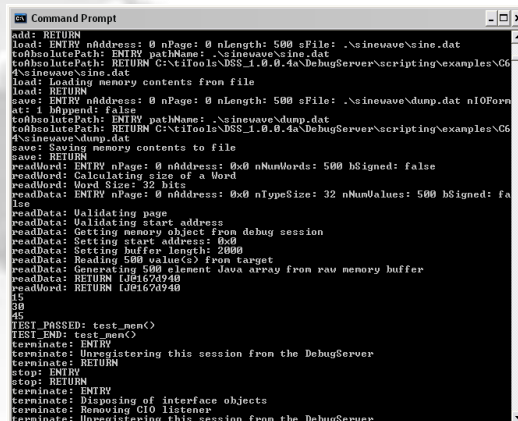 Command Prompt
add: RETURN
load: ENTRY nAddress: 0 nPage: 0 nLength: 500 sFile: .\sinewave\sine.dat
toAbsolutePath: ENTRY pathName: .\sinewave\sine.dat
toAbsolutePath: RETURN C:\tiTools\DSS_1.0.0.4a\DebugServer\scripting\examples\C6
4\sinewave\sine.dat
load: Loading memory contents from file
load: RETURN
save: ENTRY nAddress: 0 nPage: 0 nLength: 500 sFile: .\sinewave\dump.dat nIOForm
at: 1 bAppend: false
toAbsolutePath: ENTRY pathName: .\sinewave\dump.dat
toAbsolutePath: RETURN C:\tiTools\DSS_1.0.0.4a\DebugServer\scripting\examples\C6
4\sinewave\dump.dat
save: Saving memory contents to file
save: RETURN
readWord: ENTRY nPage: 0 nAddress: 0x0 nNumWords: 500 bSigned: false
readWord: Calculating size of a Word
readWord: Word Size: 32 bits
readData: ENTRY nPage: 0 nAddress: 0x0 nTypeSize: 32 nNumValues: 500 bSigned: fa
lse
readData: Validating page
readData: Validating start address
readData: Getting memory object from debug session
readData: Setting start address: 0x0
readData: Setting buffer length: 2000
readData: Reading 500 value(s) from target
readData: Generating 500 element Java array from raw memory buffer
readData: RETURN [J@167d940
readWord: RETURN [J@167d940
15
30
45
TEST_PASSED: test_mem()
TEST_END: test_mem()
terminate: ENTRY
terminate: Unregistering this session from the DebugServer
terminate: RETURN
stop: ENTRY
stop: RETURN
terminate: ENTRY
terminate: Disposing of interface objects
terminate: Removing CIO listener
terminate: Unregistering this session from the DebugServer